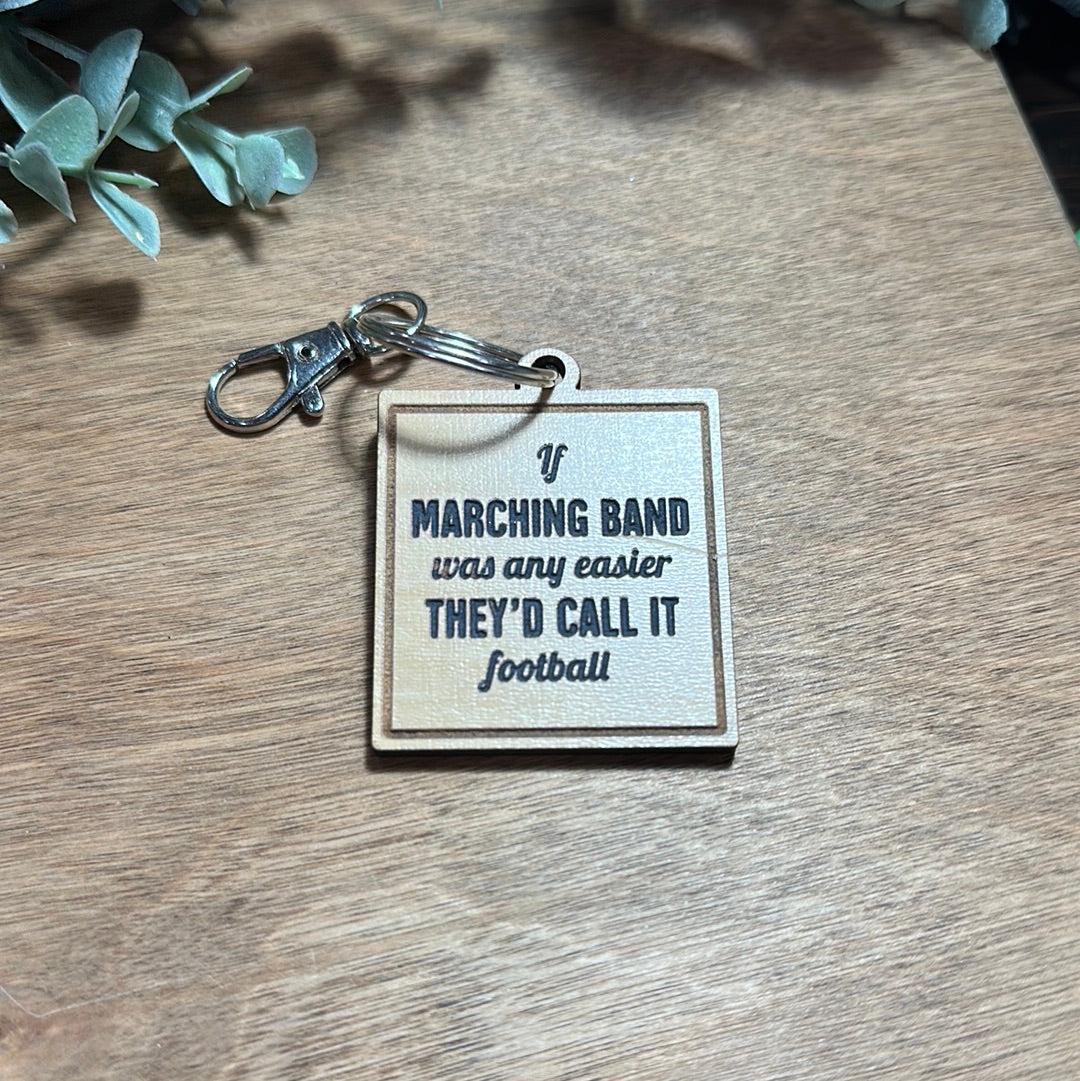 If
MARCHING BAND
was any easier
THEY'D CALL IT
football